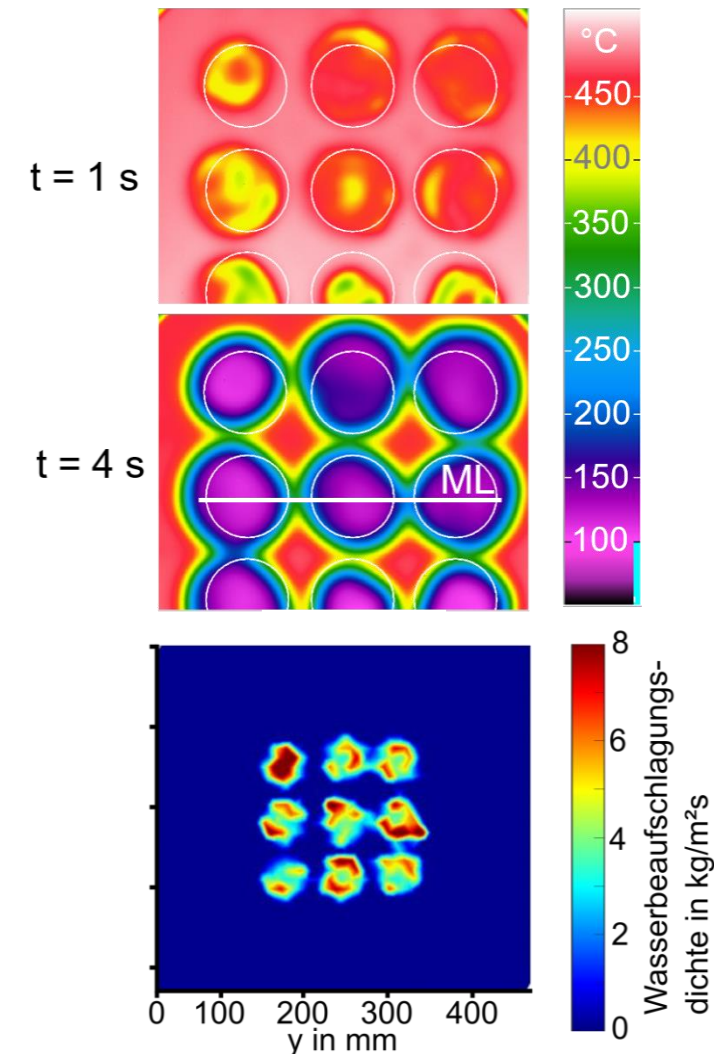 °C
450
t = 1 s
400
350
300
250
200
t = 4 s
ML
150
100
8
6
4
2
0
Wasserbeaufschlagungs-
dichte in kg/m²s
0 100 200 300 400
y in mm